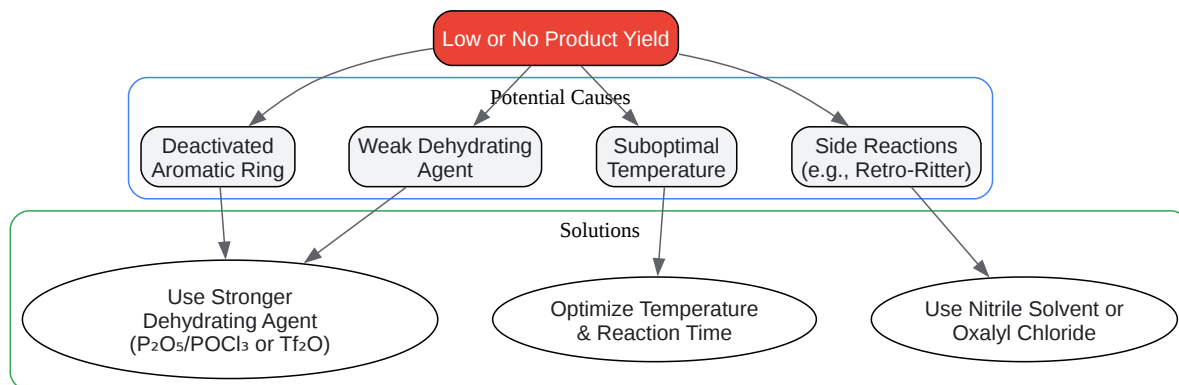 Low or No Product Yield
Potential Causes
Deactivated
Aromatic Ring
Weak Dehydrating
Agent
Suboptimal
Temperature
Side Reactions
(e.g., Retro-Ritter)
Solutions
Use Stronger
Dehydrating Agent
(P₂O₅/POCl₃ or Tf₂O)
Optimize Temperature
& Reaction Time
Use Nitrile Solvent or
Oxalyl Chloride